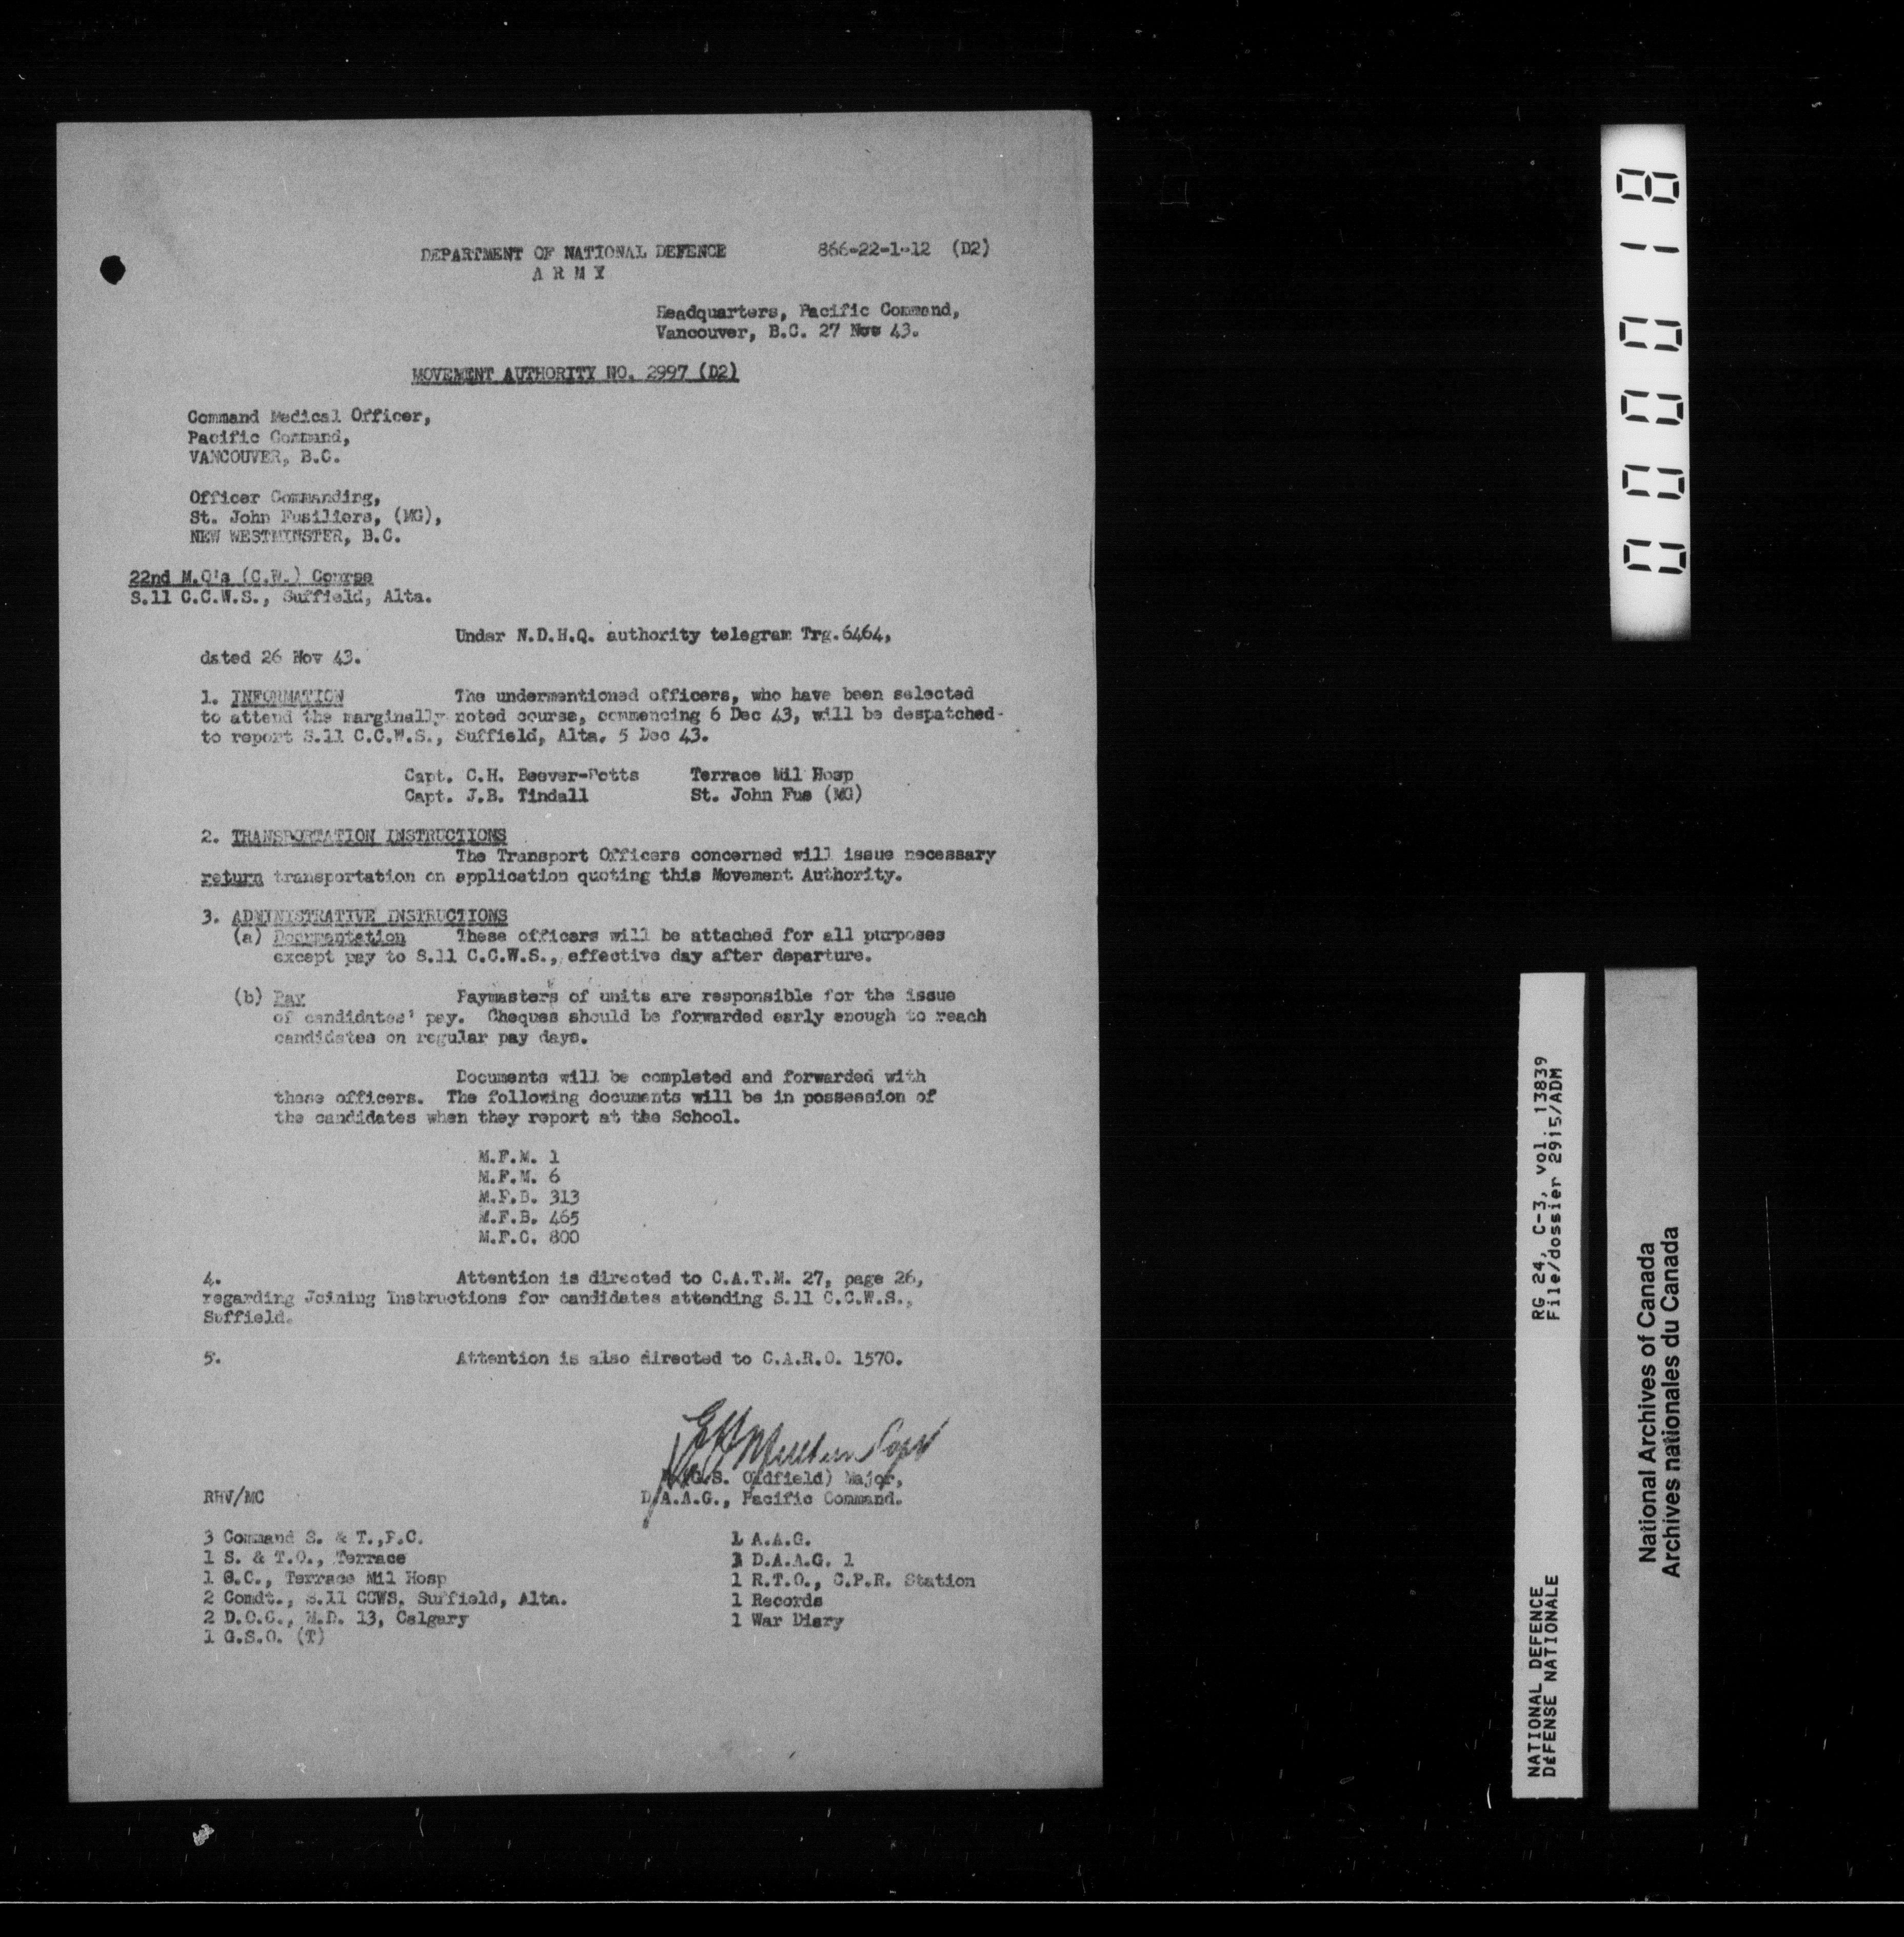 DEPARTMENT OF NATIONAL DEFENCE 866-22-1-12 (D2)
A R M Y
Headquarters, Pacific Command,
Vancouver, B.C. 27 Nov 43.
MOVEMENT AUTHORITY NO. 2997 (D2)
Command Medical Officer,
Pacific Command,
VANCOUVER, B.C.
Officer Commanding,
St. John Fusiliers, (MG),
NEW WESTMINSTER, B.C.
22nd M.O's (C.W.) Course
S.11 C.C.W.S., Suffield, Alta.
Under N.D.H.Q. authority telegram Trg.6464,
dated 26 Nov 43.
1. INFORMATION The undermentioned officers, who have been selected
to attend the marginally noted course, commencing 6 Dec 43, will be despatched
to report S.11 C.C.W.S., Suffield, Alta. 5 Dec 43.
Capt. C.H. Beever-Potts Terrace Mil Hosp
Capt. J.B. Tindall St. John Fus (MG)
2. TRANSPORTATION INSTRUCTIONS
The Transport Officers concerned will issue necessary
return transportation on application quoting this Movement Authority.
3. ADMINISTRATIVE INSTRUCTIONS
(a) Documentation These officers will be attached for all purposes
except pay to S.11 C.C.W.S., effective day after departure.
(b) Pay Paymasters of units are responsible for the issue
of candidates' pay. Cheques should be forwarded early enough to reach
candidates on regular pay days.
Documents will be completed and forwarded with
these officers. The following documents will be in possession of
the candidates when they report at the School.
M.F.M. 1
M.F.M. 6
M.F.B. 313
M.F.B. 465
M.F.C. 800
4. Attention is directed to C.A.T.M. 27, page 26,
regarding Joining Instructions for candidates attending S.11 C.C.W.S.,
Suffield.
5. Attention is also directed to C.A.R.O. 1570.
(G.S. Oldfield) Major,
RHV/MC D.A.A.G., Pacific Command.
3 Command S. & T.,P.C. 1 A.A.G.
1 S. & T.O., Terrace 1 D.A.A.G. 1
1 O.C., Terrace Mil Hosp 1 R.T.O., C.P.R. Station
2 Comdt., S.11 CCWS, Suffield, Alta. 1 Records
2 D.O.C., M.D. 13, Calgary 1 War Diary
1 G.S.O. (T)
000018
RG 24, C-3, vol. 13839
File/dossier 2915/ADM
NATIONAL DEFENCE
DÉFENSE NATIONALE
National Archives of Canada
Archives nationales du Canada